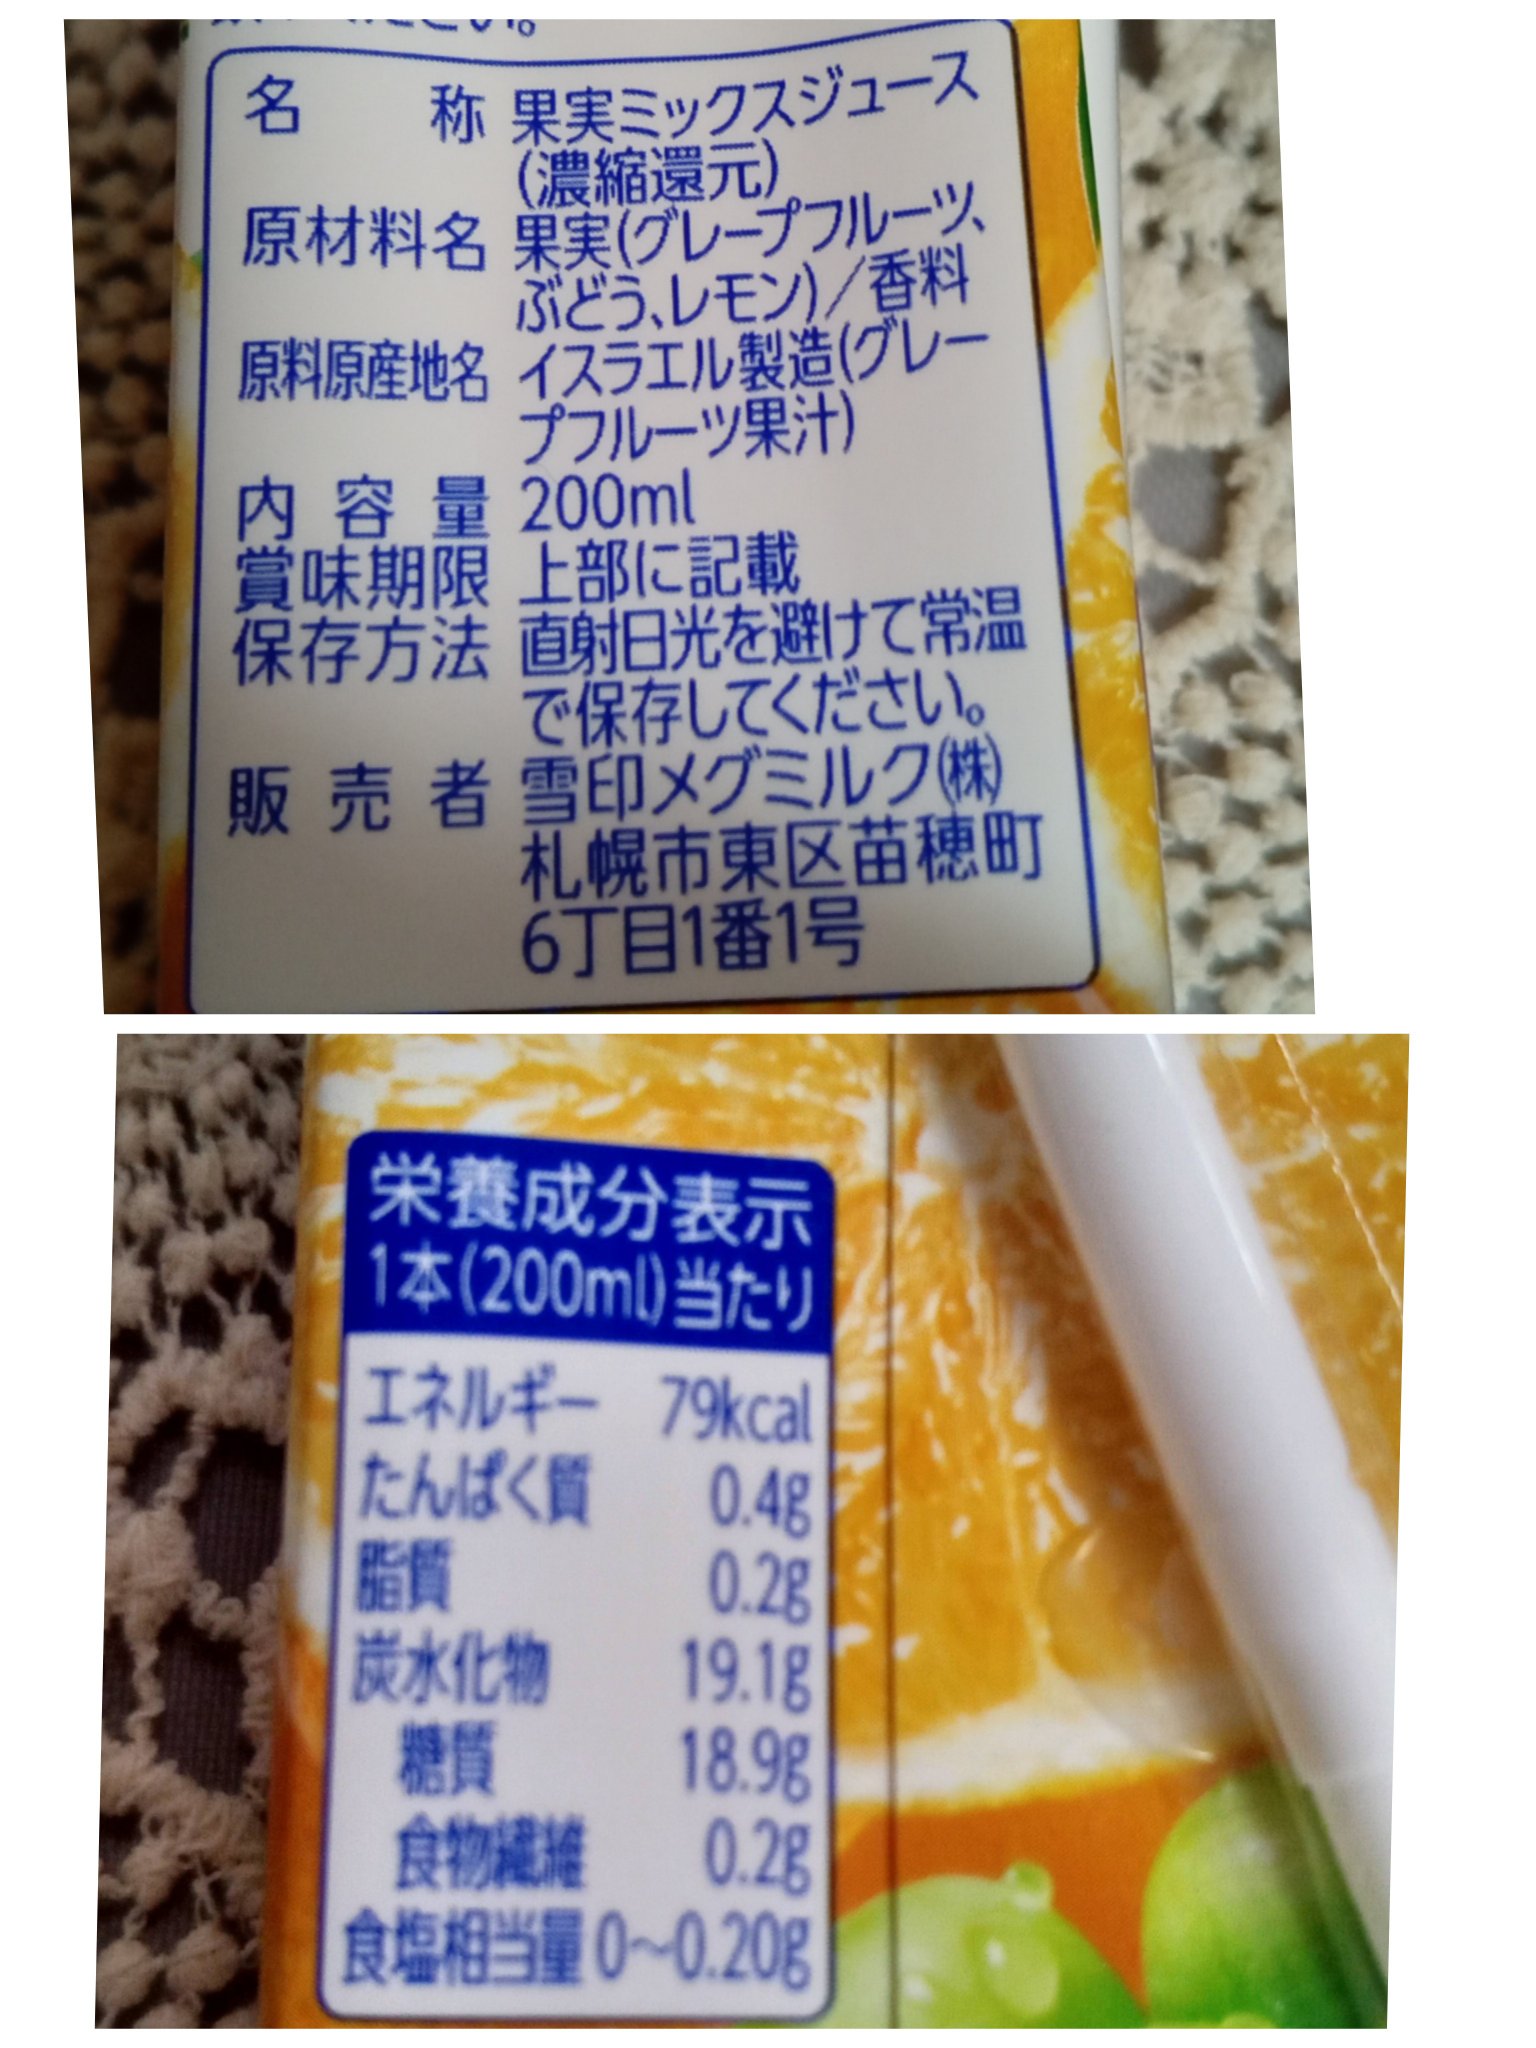 名称 果実ミックスジュース
(濃縮還元)
原材料名 果実(グレープフルーツ、
ぶどう、レモン)/香料
原料原産地名 イスラエル製造(グレー
プフルーツ果汁)
内容量 200ml
賞味期限 上部に記載
保存方法 直射日光を避けて常温
で保存してください。
販売者 雪印メグミルク(株)
札幌市東区苗穂町
6丁目1番1号
栄養成分表示
1本(200ml)当たり
エネルギー 79kcal
たんぱく質 0.4g
脂質 0.2g
炭水化物 19.1g
糖質 18.9g
食物繊維 0.2g
食塩相当量 0～0.20g